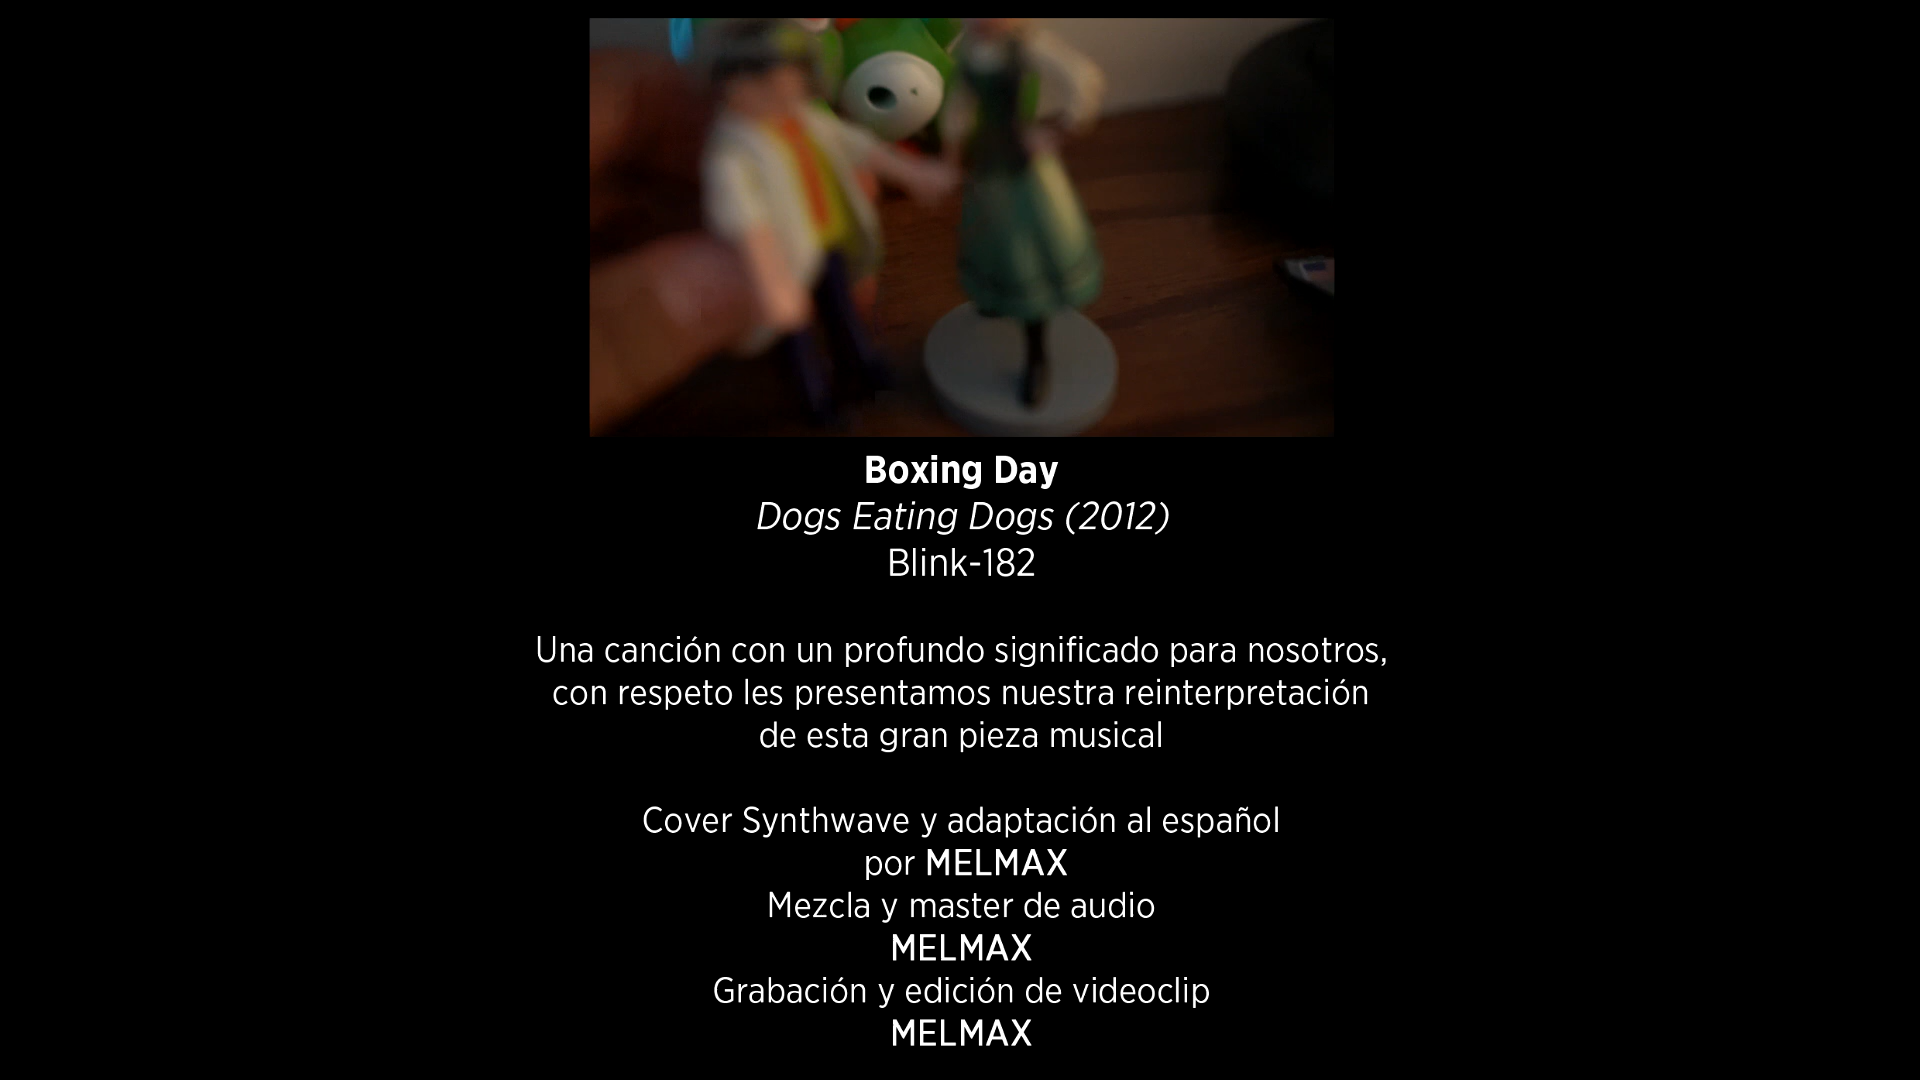 Boxing Day
Dogs Eating Dogs (2012)
Blink-182
Una canción con un profundo significado para nosotros,
con respeto les presentamos nuestra reinterpretación
de esta gran pieza musical
Cover Synthwave y adaptación al español
por MELMAX
Mezcla y master de audio
MELMAX
Grabación y edición de videoclip
MELMAX